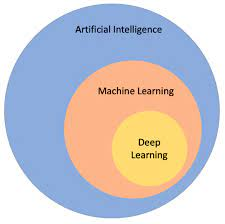 Artificial Intelligence
Machine Learning
Deep
Learning